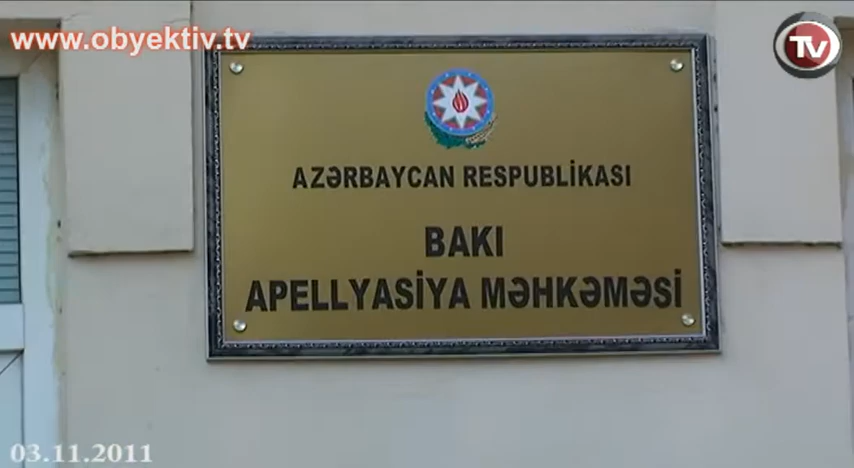 www.obyektiv.tv
TV
AZƏRBAYCAN RESPUBLİKASI
BAKI
APELLYASİYA MƏHKƏMƏSİ
03.11.2011